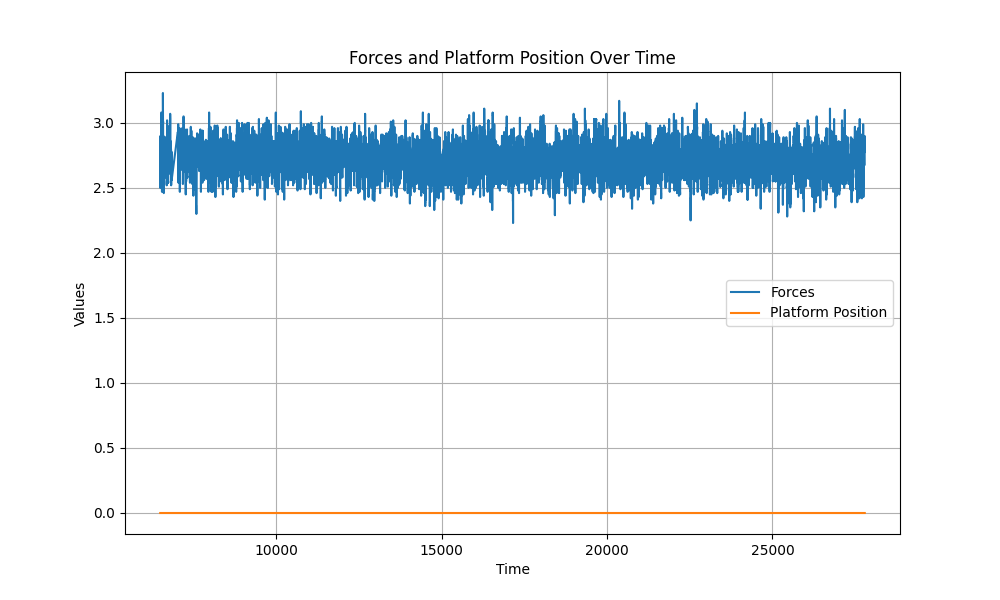 Forces and Platform Position Over Time
Values
3.0
2.5
2.0
1.5
1.0
0.5
0.0
Forces
Platform Position
10000 15000 20000 25000
Time